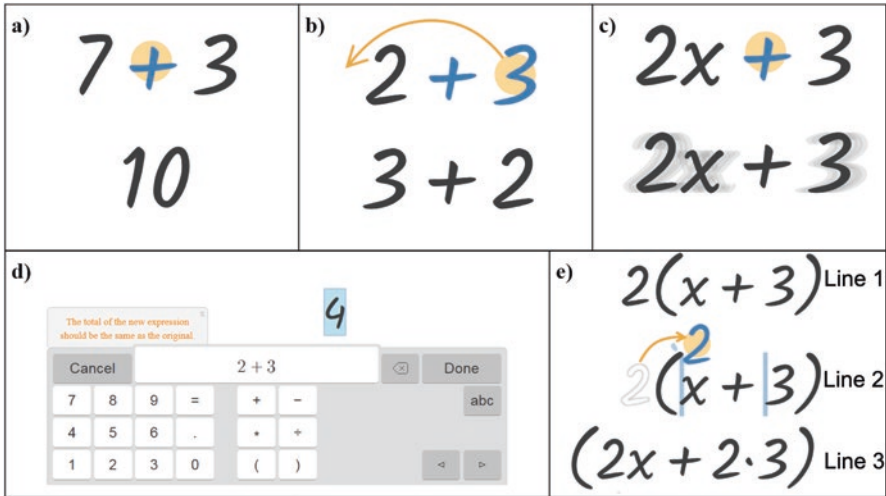 a)
7 + 3
10
b)
2 + 3
3 + 2
c)
2x + 3
2x + 3
d)
4
The total of the new expression
should be the same as the original.
Cancel
2 + 3
Done
7 8 9 = + − abc
4 5 6 . * ÷
1 2 3 0 ( )
e)
2(x + 3) Line 1
2
2(x + 3) Line 2
(2x + 2·3) Line 3